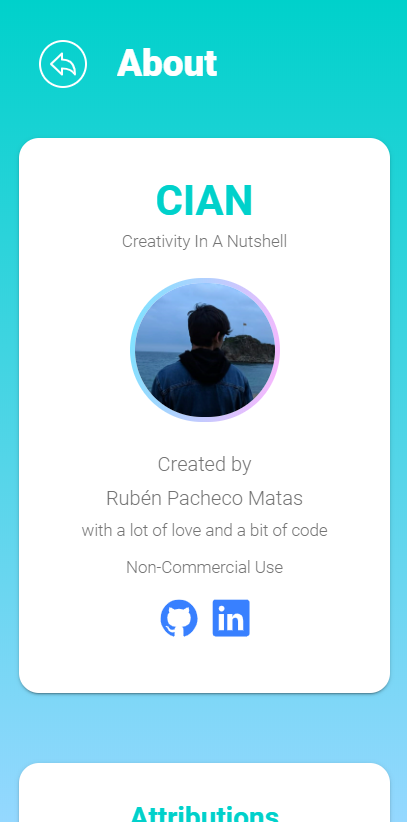 About
CIAN
Creativity In A Nutshell
Created by
Rubén Pacheco Matas
with a lot of love and a bit of code
Non-Commercial Use
in
Attributions